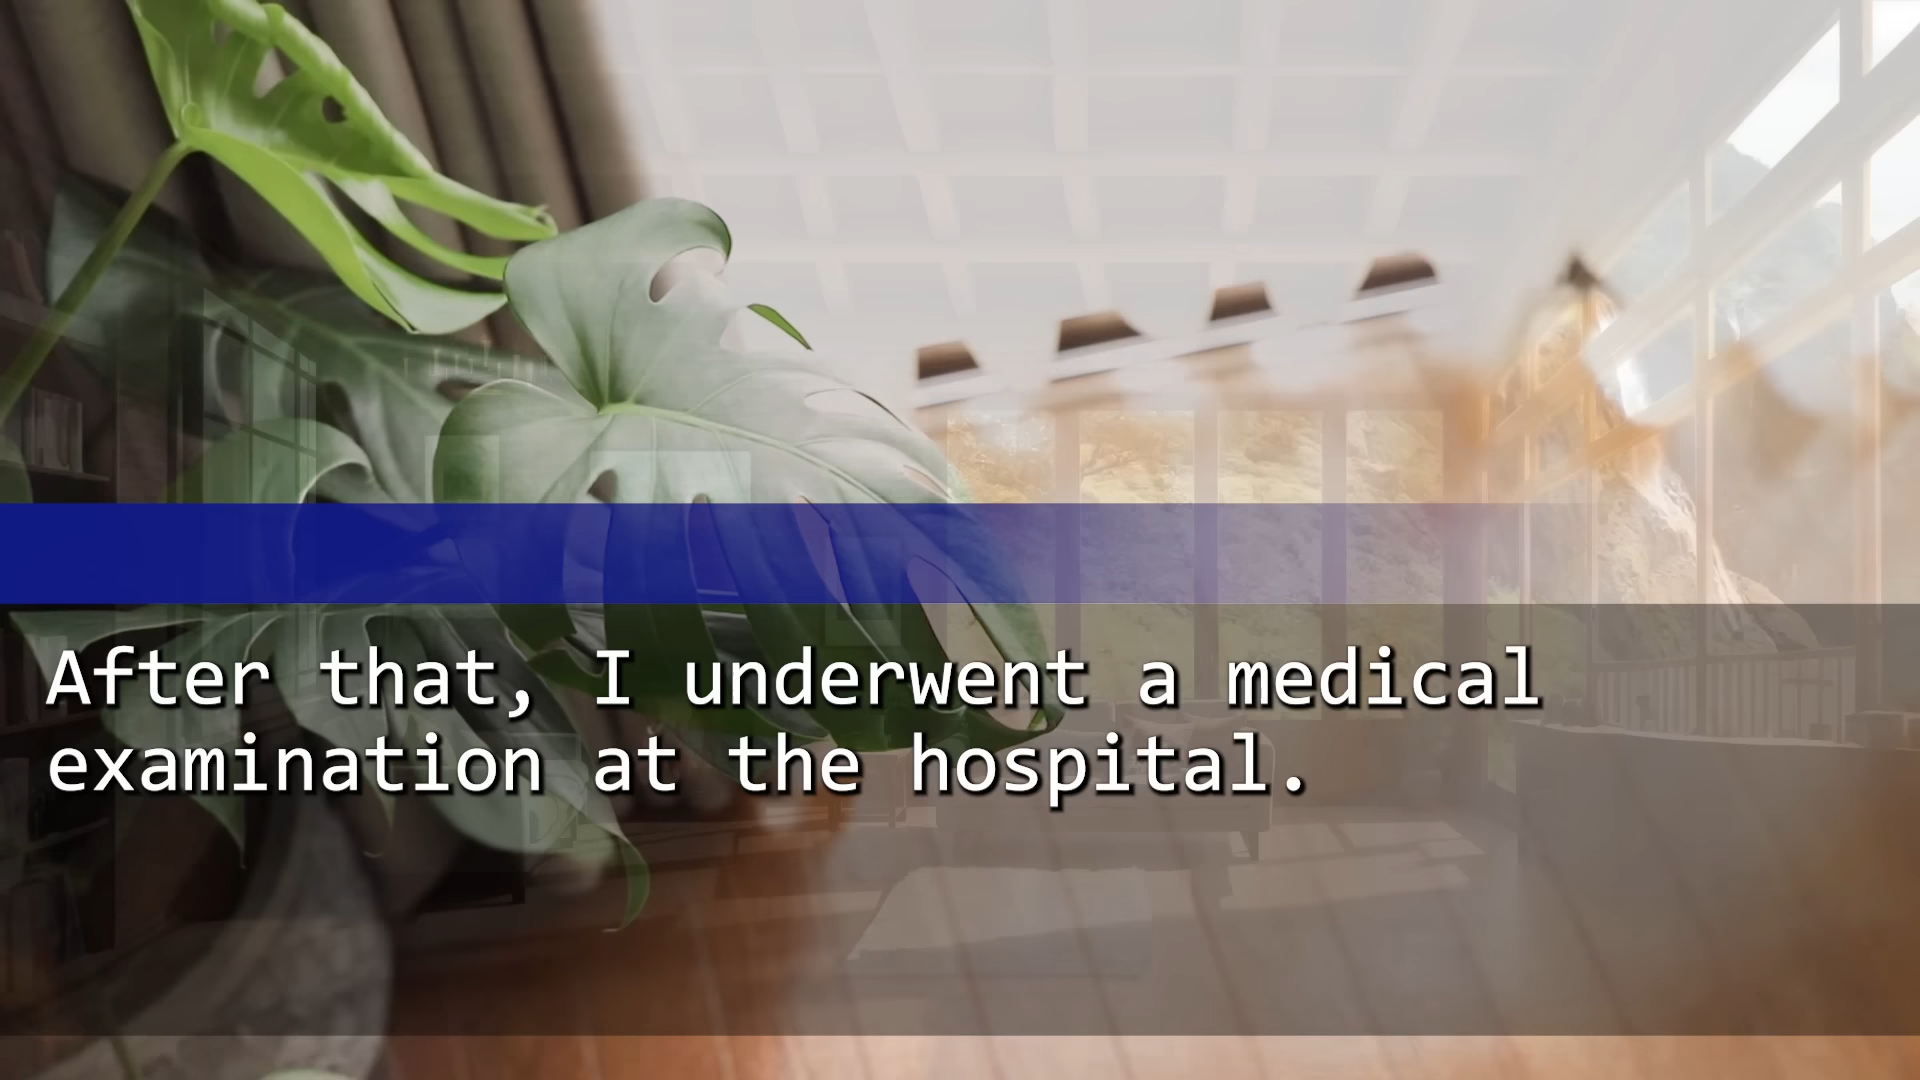 After that, I underwent a medical
examination at the hospital.